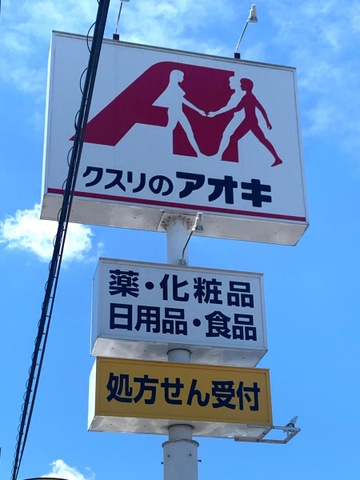 クスリのアオキ
薬・化粧品
日用品・食品
処方せん受付